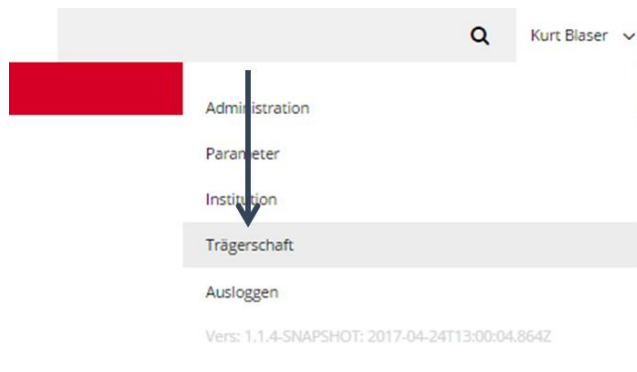 Kurt Blaser
Administration
Parameter
Institution
Trägerschaft
Ausloggen
Vers: 1.1.4-SNAPSHOT: 2017-04-24T13:00:04.864Z